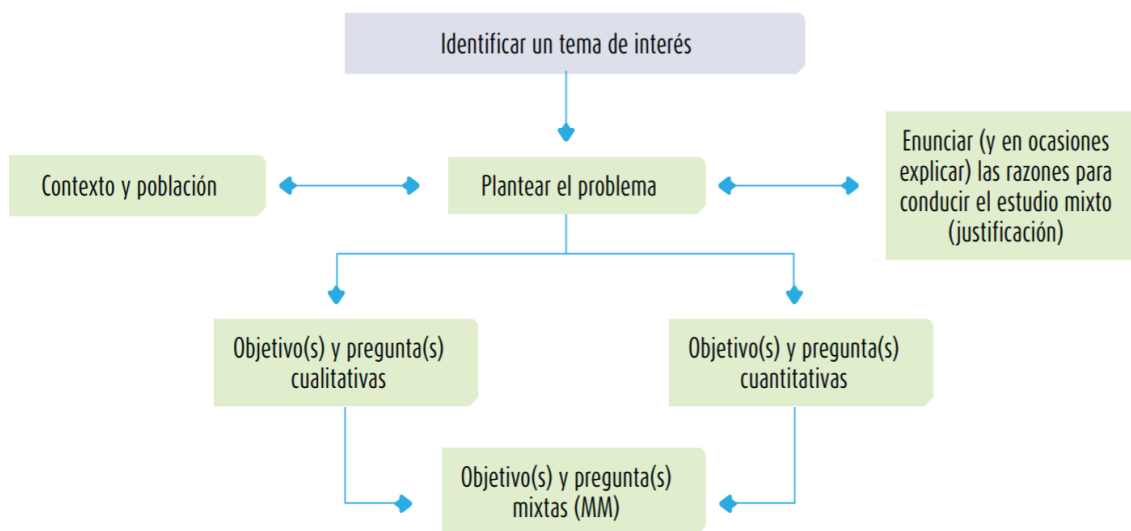 Identificar un tema de interés
Contexto y población
Plantear el problema
Enunciar (y en ocasiones
explicar) las razones para
conducir el estudio mixto
(justificación)
Objetivo(s) y pregunta(s)
cualitativas
Objetivo(s) y pregunta(s)
cuantitativas
Objetivo(s) y pregunta(s)
mixtas (MM)